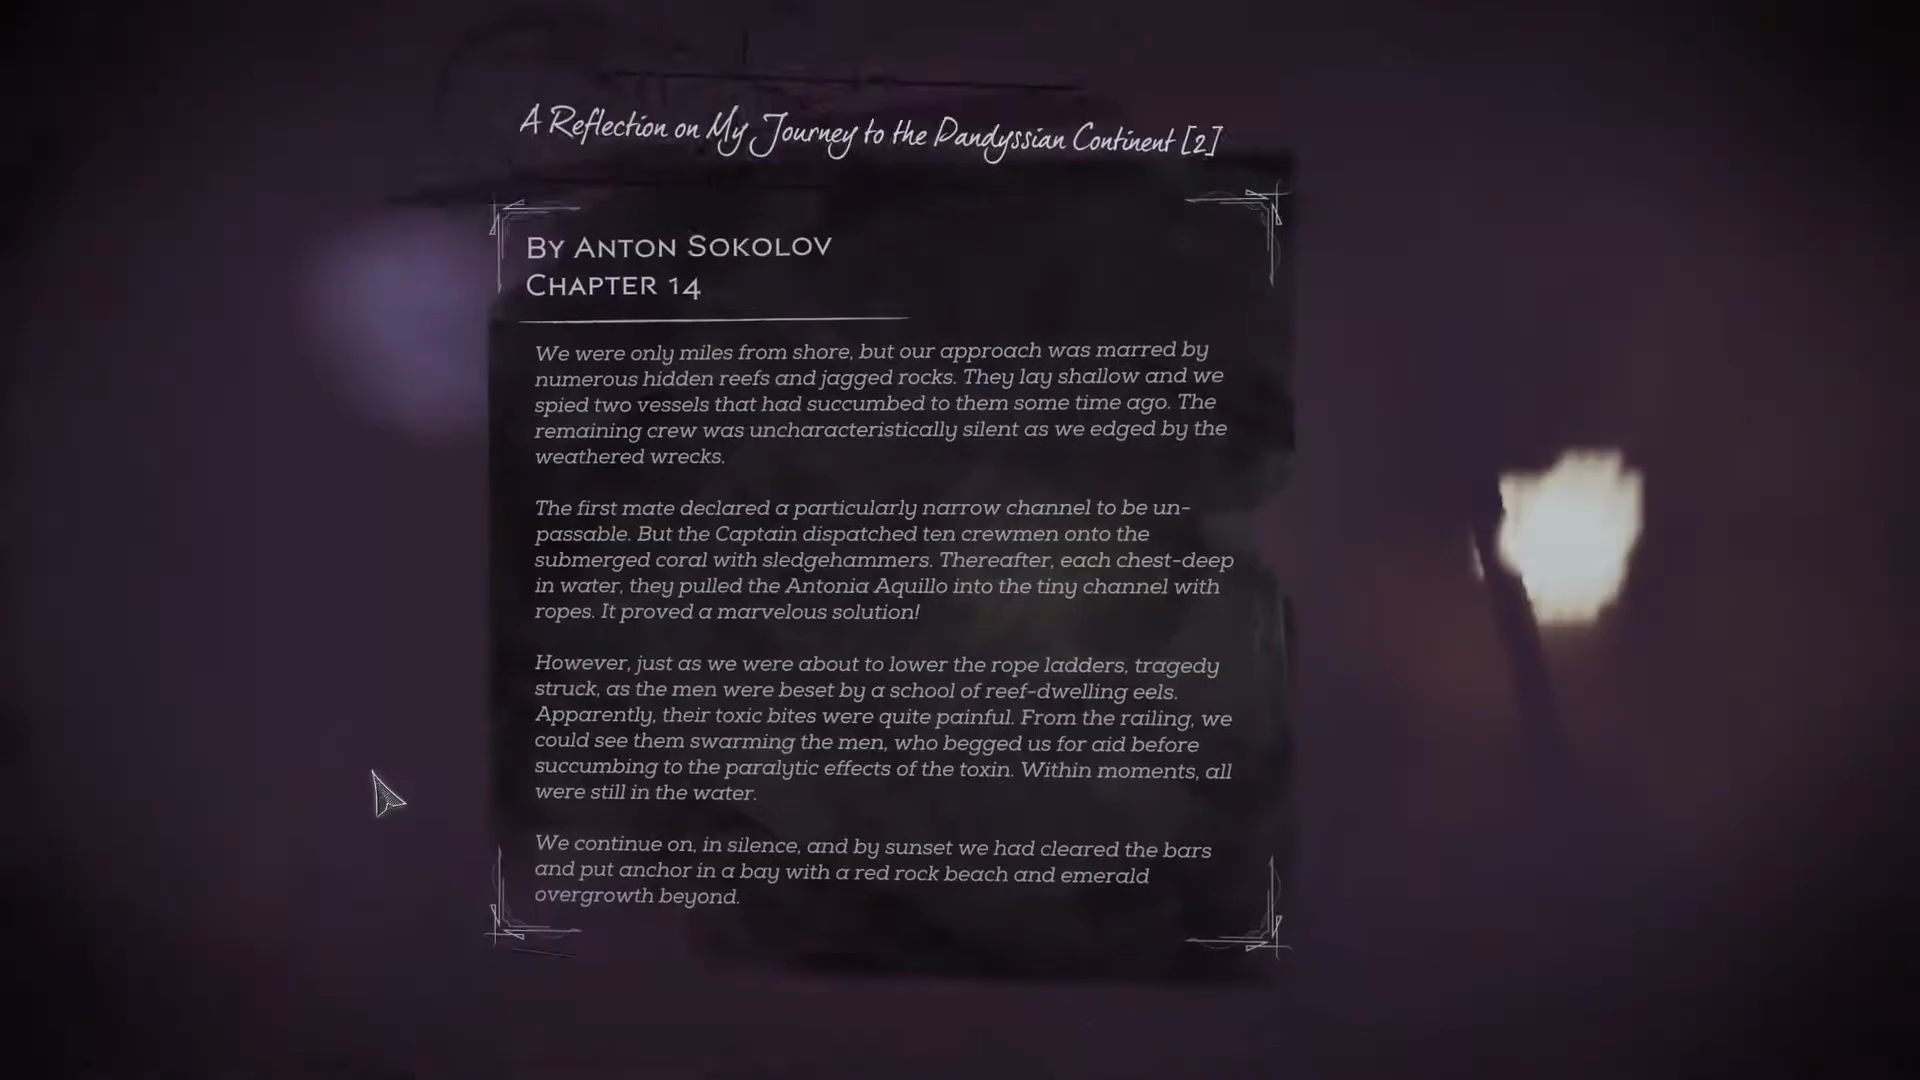 A Reflection on My Journey to the Pandyssian Continent [2]
By Anton Sokolov
Chapter 14
We were only miles from shore, but our approach was marred by
numerous hidden reefs and jagged rocks. They lay shallow and we
spied two vessels that had succumbed to them some time ago. The
remaining crew was uncharacteristically silent as we edged by the
weathered wrecks.
The first mate declared a particularly narrow channel to be un-
passable. But the Captain dispatched ten crewmen onto the
submerged coral with sledgehammers. Thereafter, each chest-deep
in water, they pulled the Antonia Aquillo into the tiny channel with
ropes. It proved a marvelous solution!
However, just as we were about to lower the rope ladders, tragedy
struck, as the men were beset by a school of reef-dwelling eels.
Apparently, their toxic bites were quite painful. From the railing, we
could see them swarming the men, who begged us for aid before
succumbing to the paralytic effects of the toxin. Within moments, all
were still in the water.
We continue on, in silence, and by sunset we had cleared the bars
and put anchor in a bay with a red rock beach and emerald
overgrowth beyond.